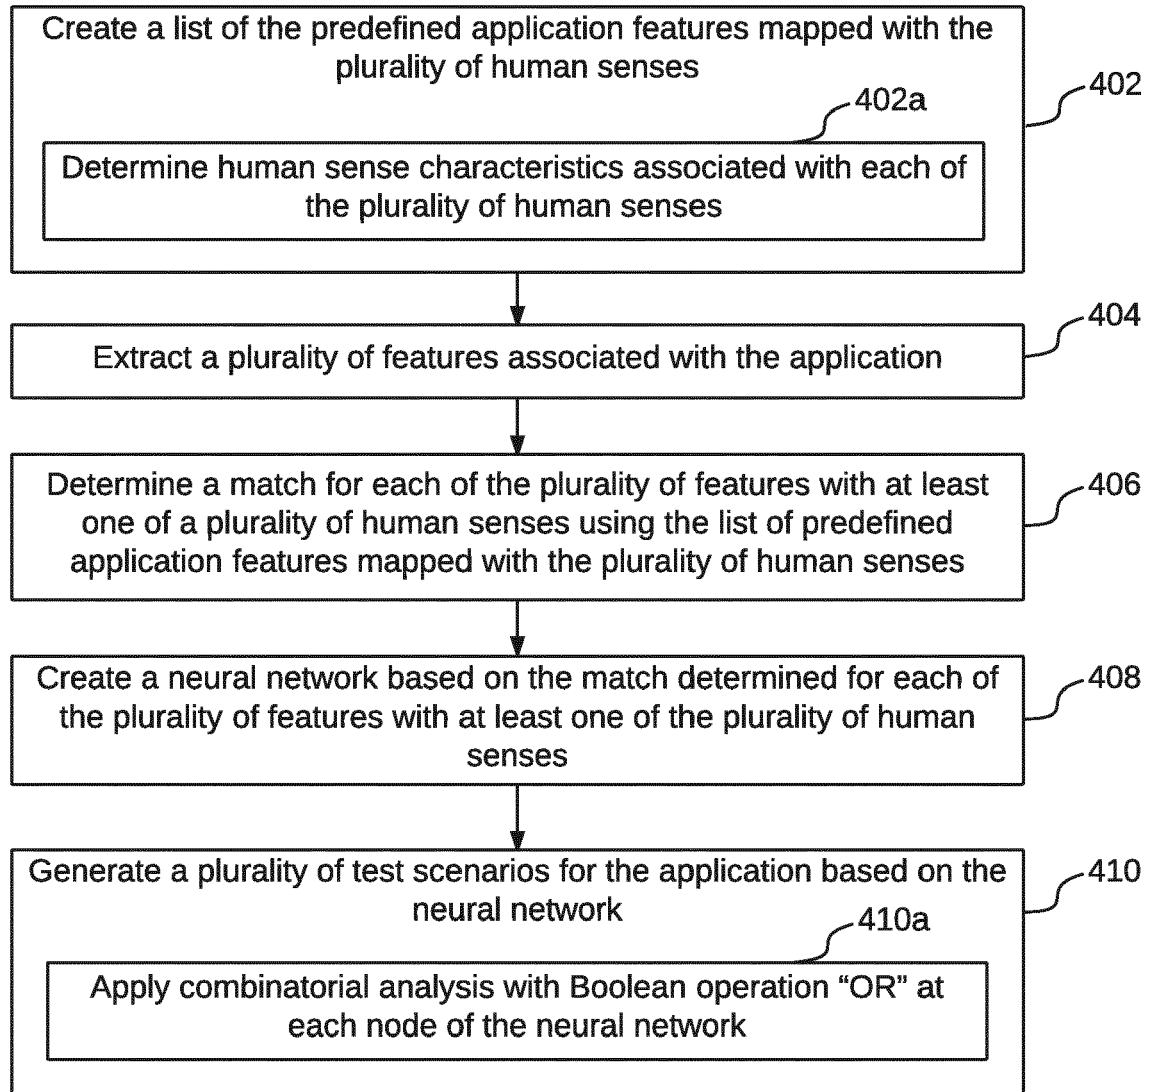 Create a list of the predefined application features mapped with the
plurality of human senses
402
402a
Determine human sense characteristics associated with each of
the plurality of human senses
404
Extract a plurality of features associated with the application
Determine a match for each of the plurality of features with at least
one of a plurality of human senses using the list of predefined
application features mapped with the plurality of human senses
406
Create a neural network based on the match determined for each of
the plurality of features with at least one of the plurality of human
senses
408
Generate a plurality of test scenarios for the application based on the
neural network
410
410a
Apply combinatorial analysis with Boolean operation “OR” at
each node of the neural network